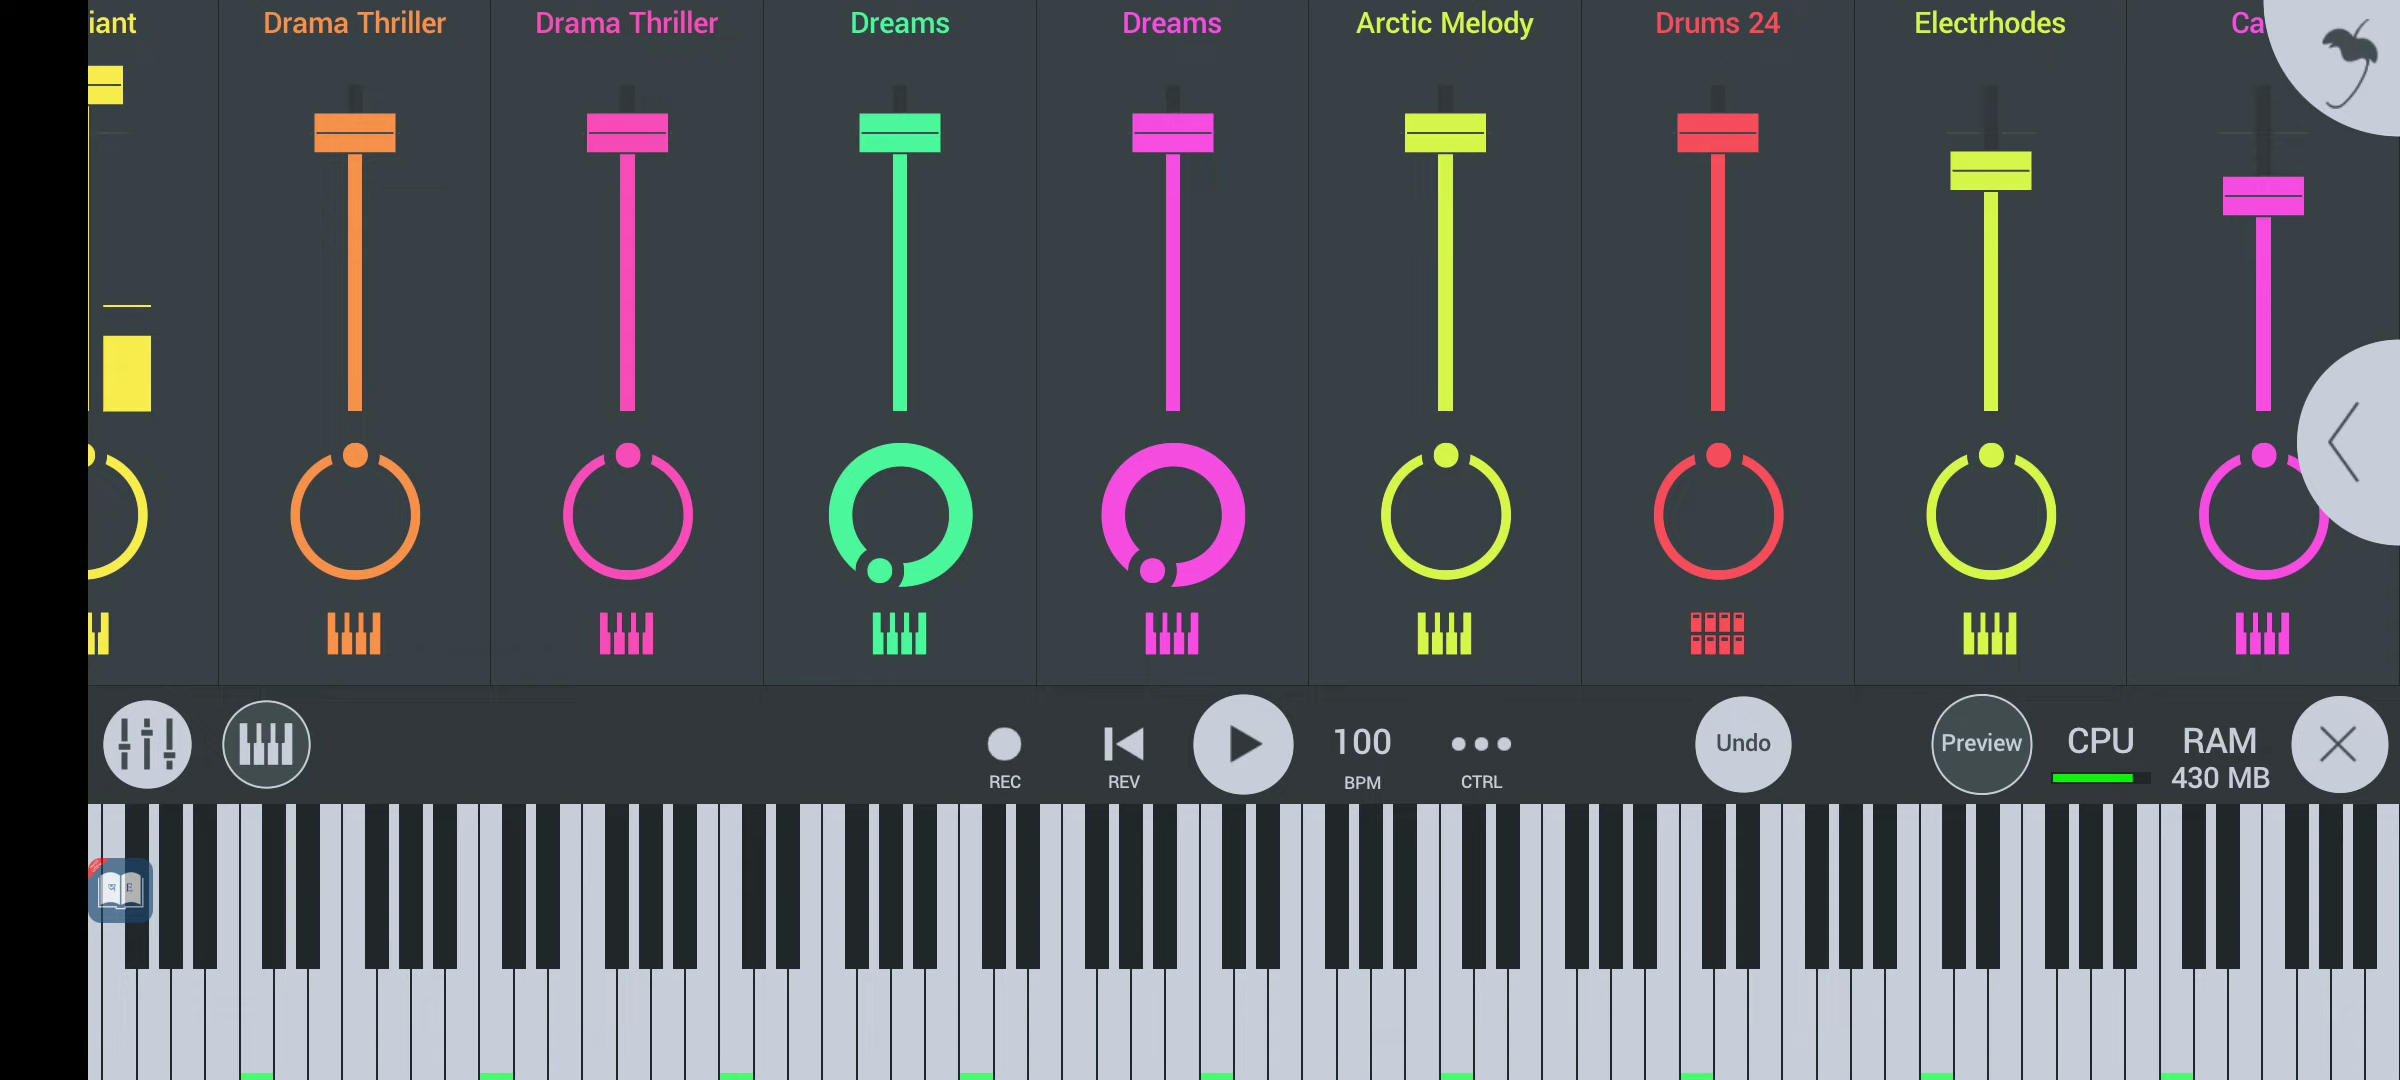 iant
Drama Thriller
Drama Thriller
Dreams
Dreams
Arctic Melody
Drums 24
Electrhodes
Ca
REC
REV
100
BPM
CTRL
Undo
Preview
CPU
RAM
430 MB
অ E